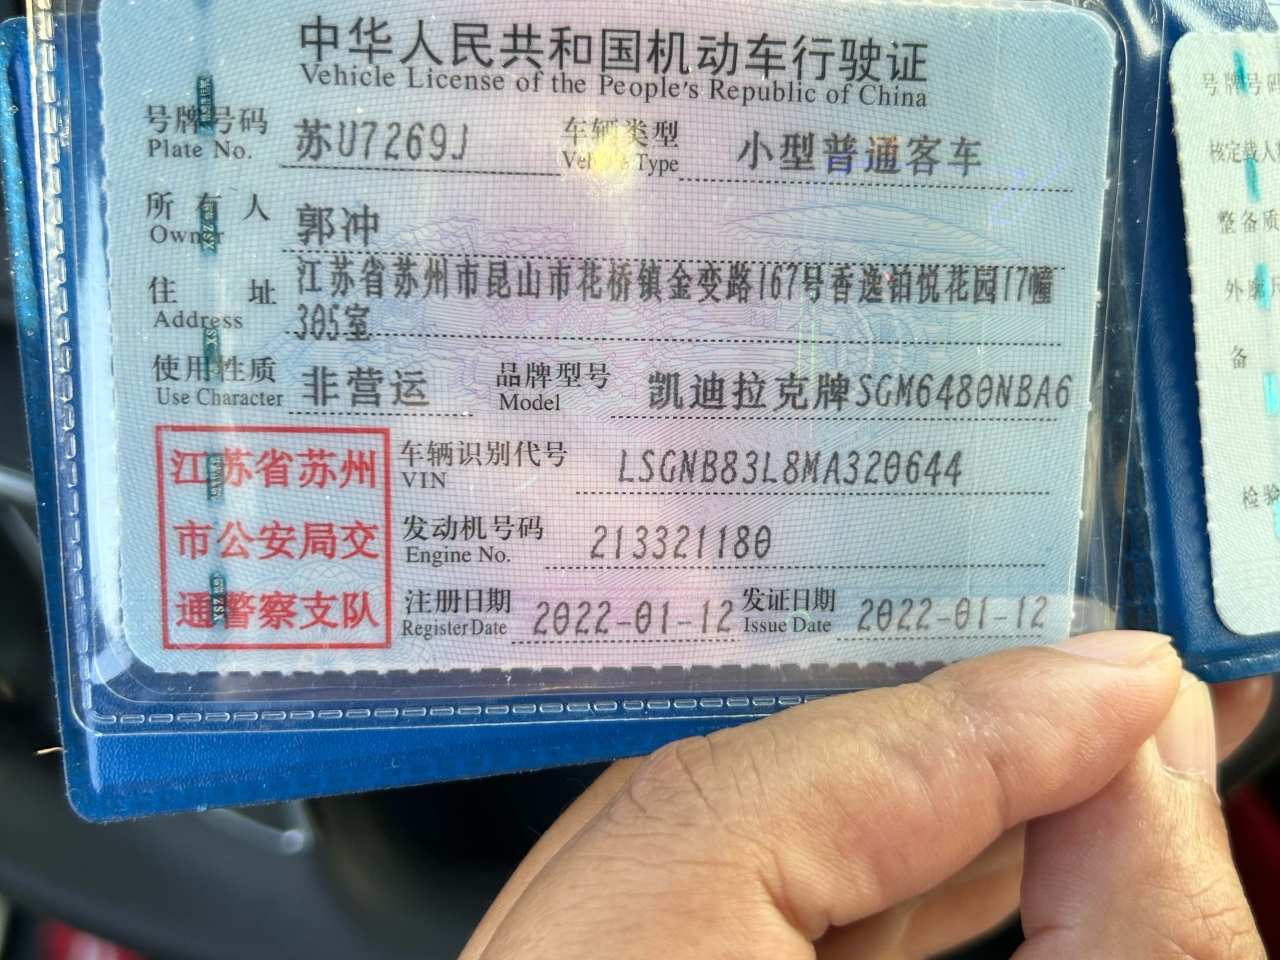 中华人民共和国机动车行驶证
Vehicle License of the People's Republic of China
号牌号码 苏U7269J 车辆类型 小型普通客车
Plate No. Vehicle Type
所有人 郭冲
Owner
住址 江苏省苏州市昆山市花桥镇金变路167号香逸铂悦花园17幢
Address 305室
使用性质 非营运 品牌型号 凯迪拉克牌SGM6480NBA6
Use Character Model
江苏省苏州
市公安局交
通警察支队
车辆识别代号 LSGNB83L8MA320644
VIN
发动机号码 213321180
Engine No.
注册日期 2022-01-12 发证日期 2022-01-12
Register Date Issue Date
号牌号码
核定载人
整备质
外廓
备
检验